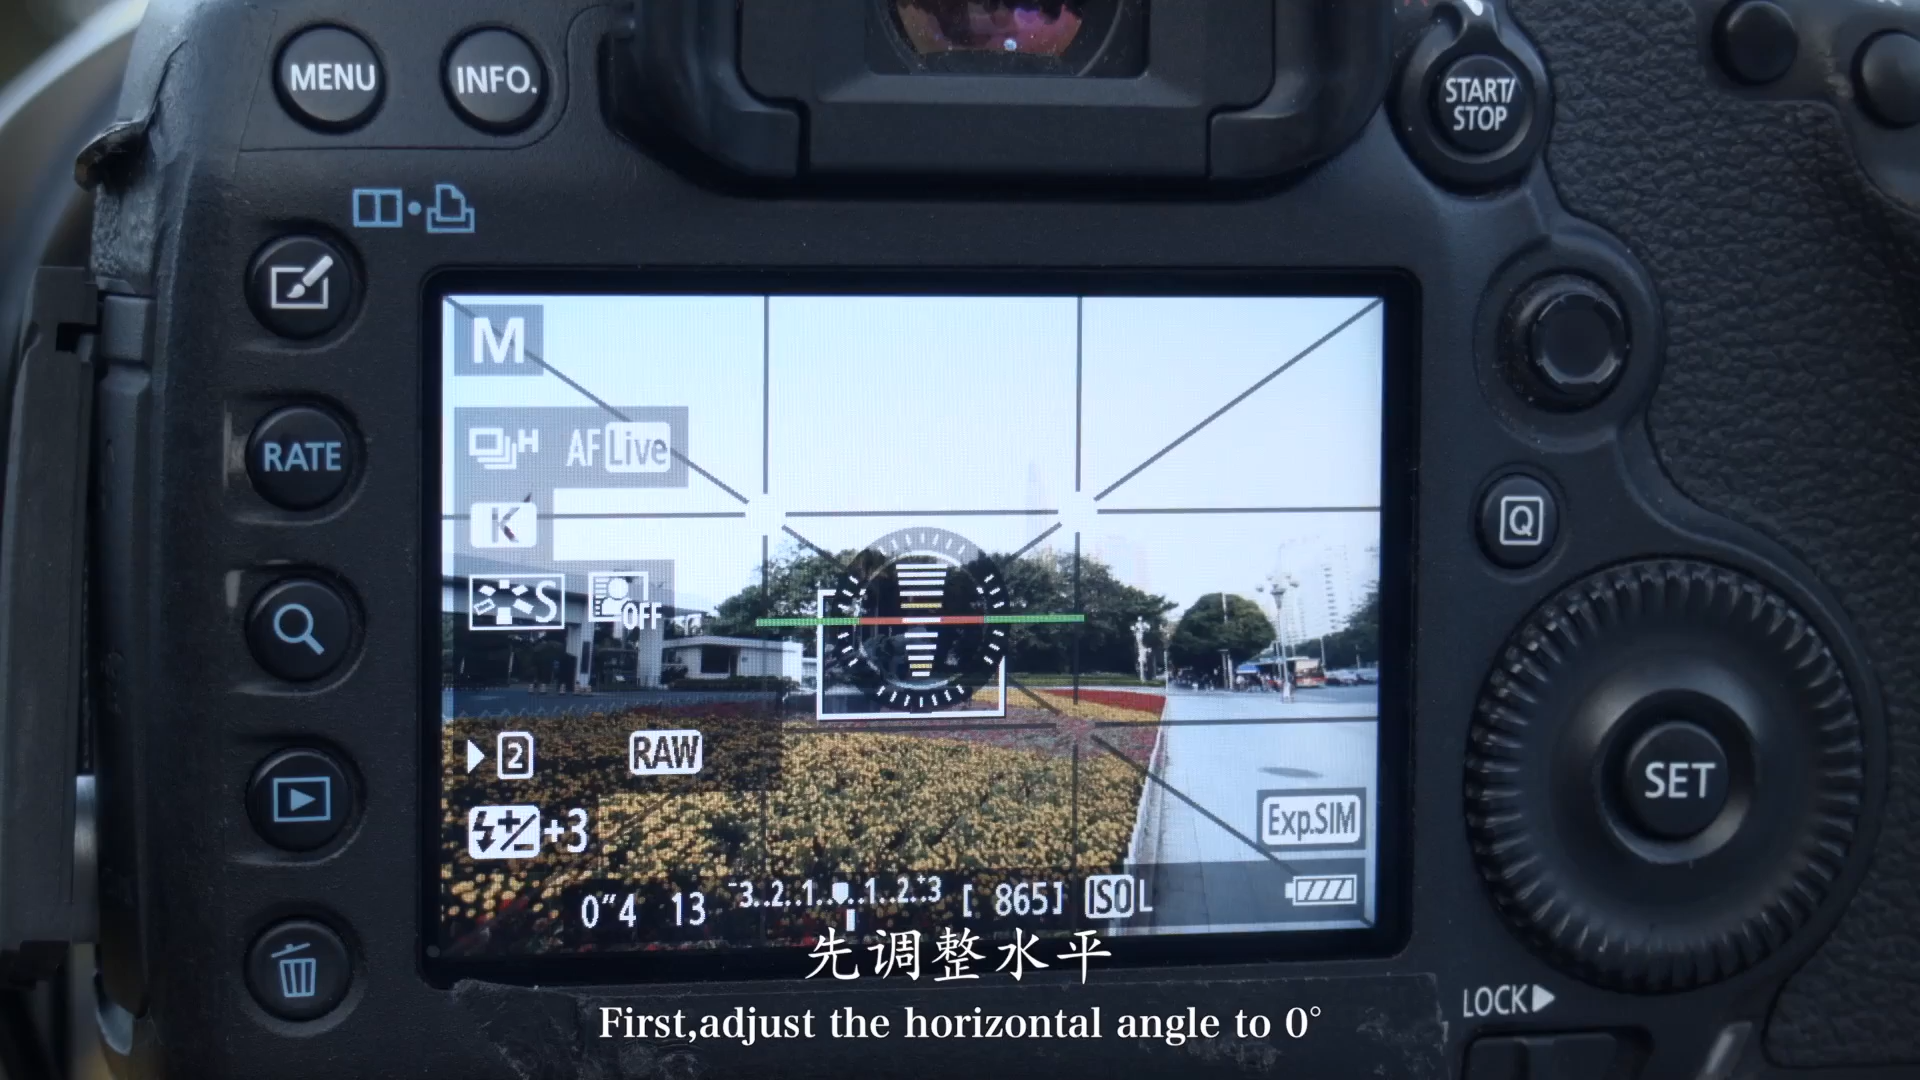 MENU
INFO.
START/
STOP
RATE
M
H
AF Live
K
S
OFF
2
RAW
+3
Q
SET
Exp.SIM
0"4 13 -3..2..1..0..1..2..+3 [ 865] ISO L
LOCK
先调整水平
First,adjust the horizontal angle to 0°